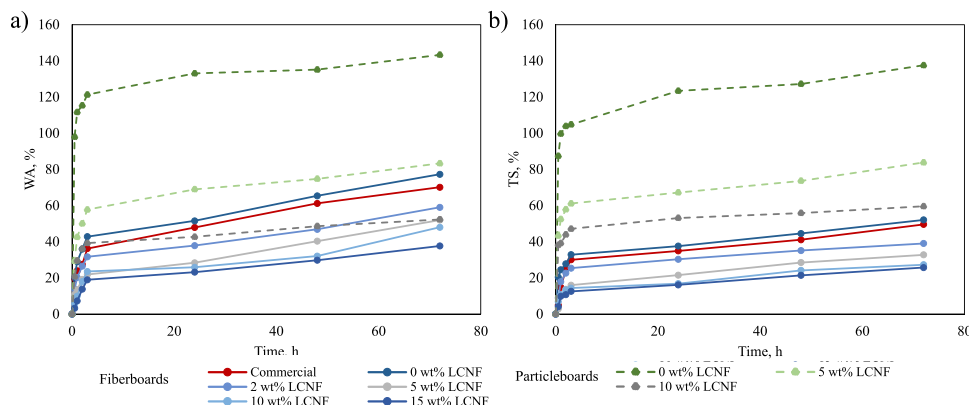 a)
b)
160
140
120
100
80
60
40
20
0
WA, %
0 20 40 60 80
Time, h
160
140
120
100
80
60
40
20
0
TS, %
0 20 40 60 80
Time, h
Fiberboards
Commercial
0 wt% LCNF
2 wt% LCNF
5 wt% LCNF
10 wt% LCNF
15 wt% LCNF
Particleboards
0 wt% LCNF
5 wt% LCNF
10 wt% LCNF